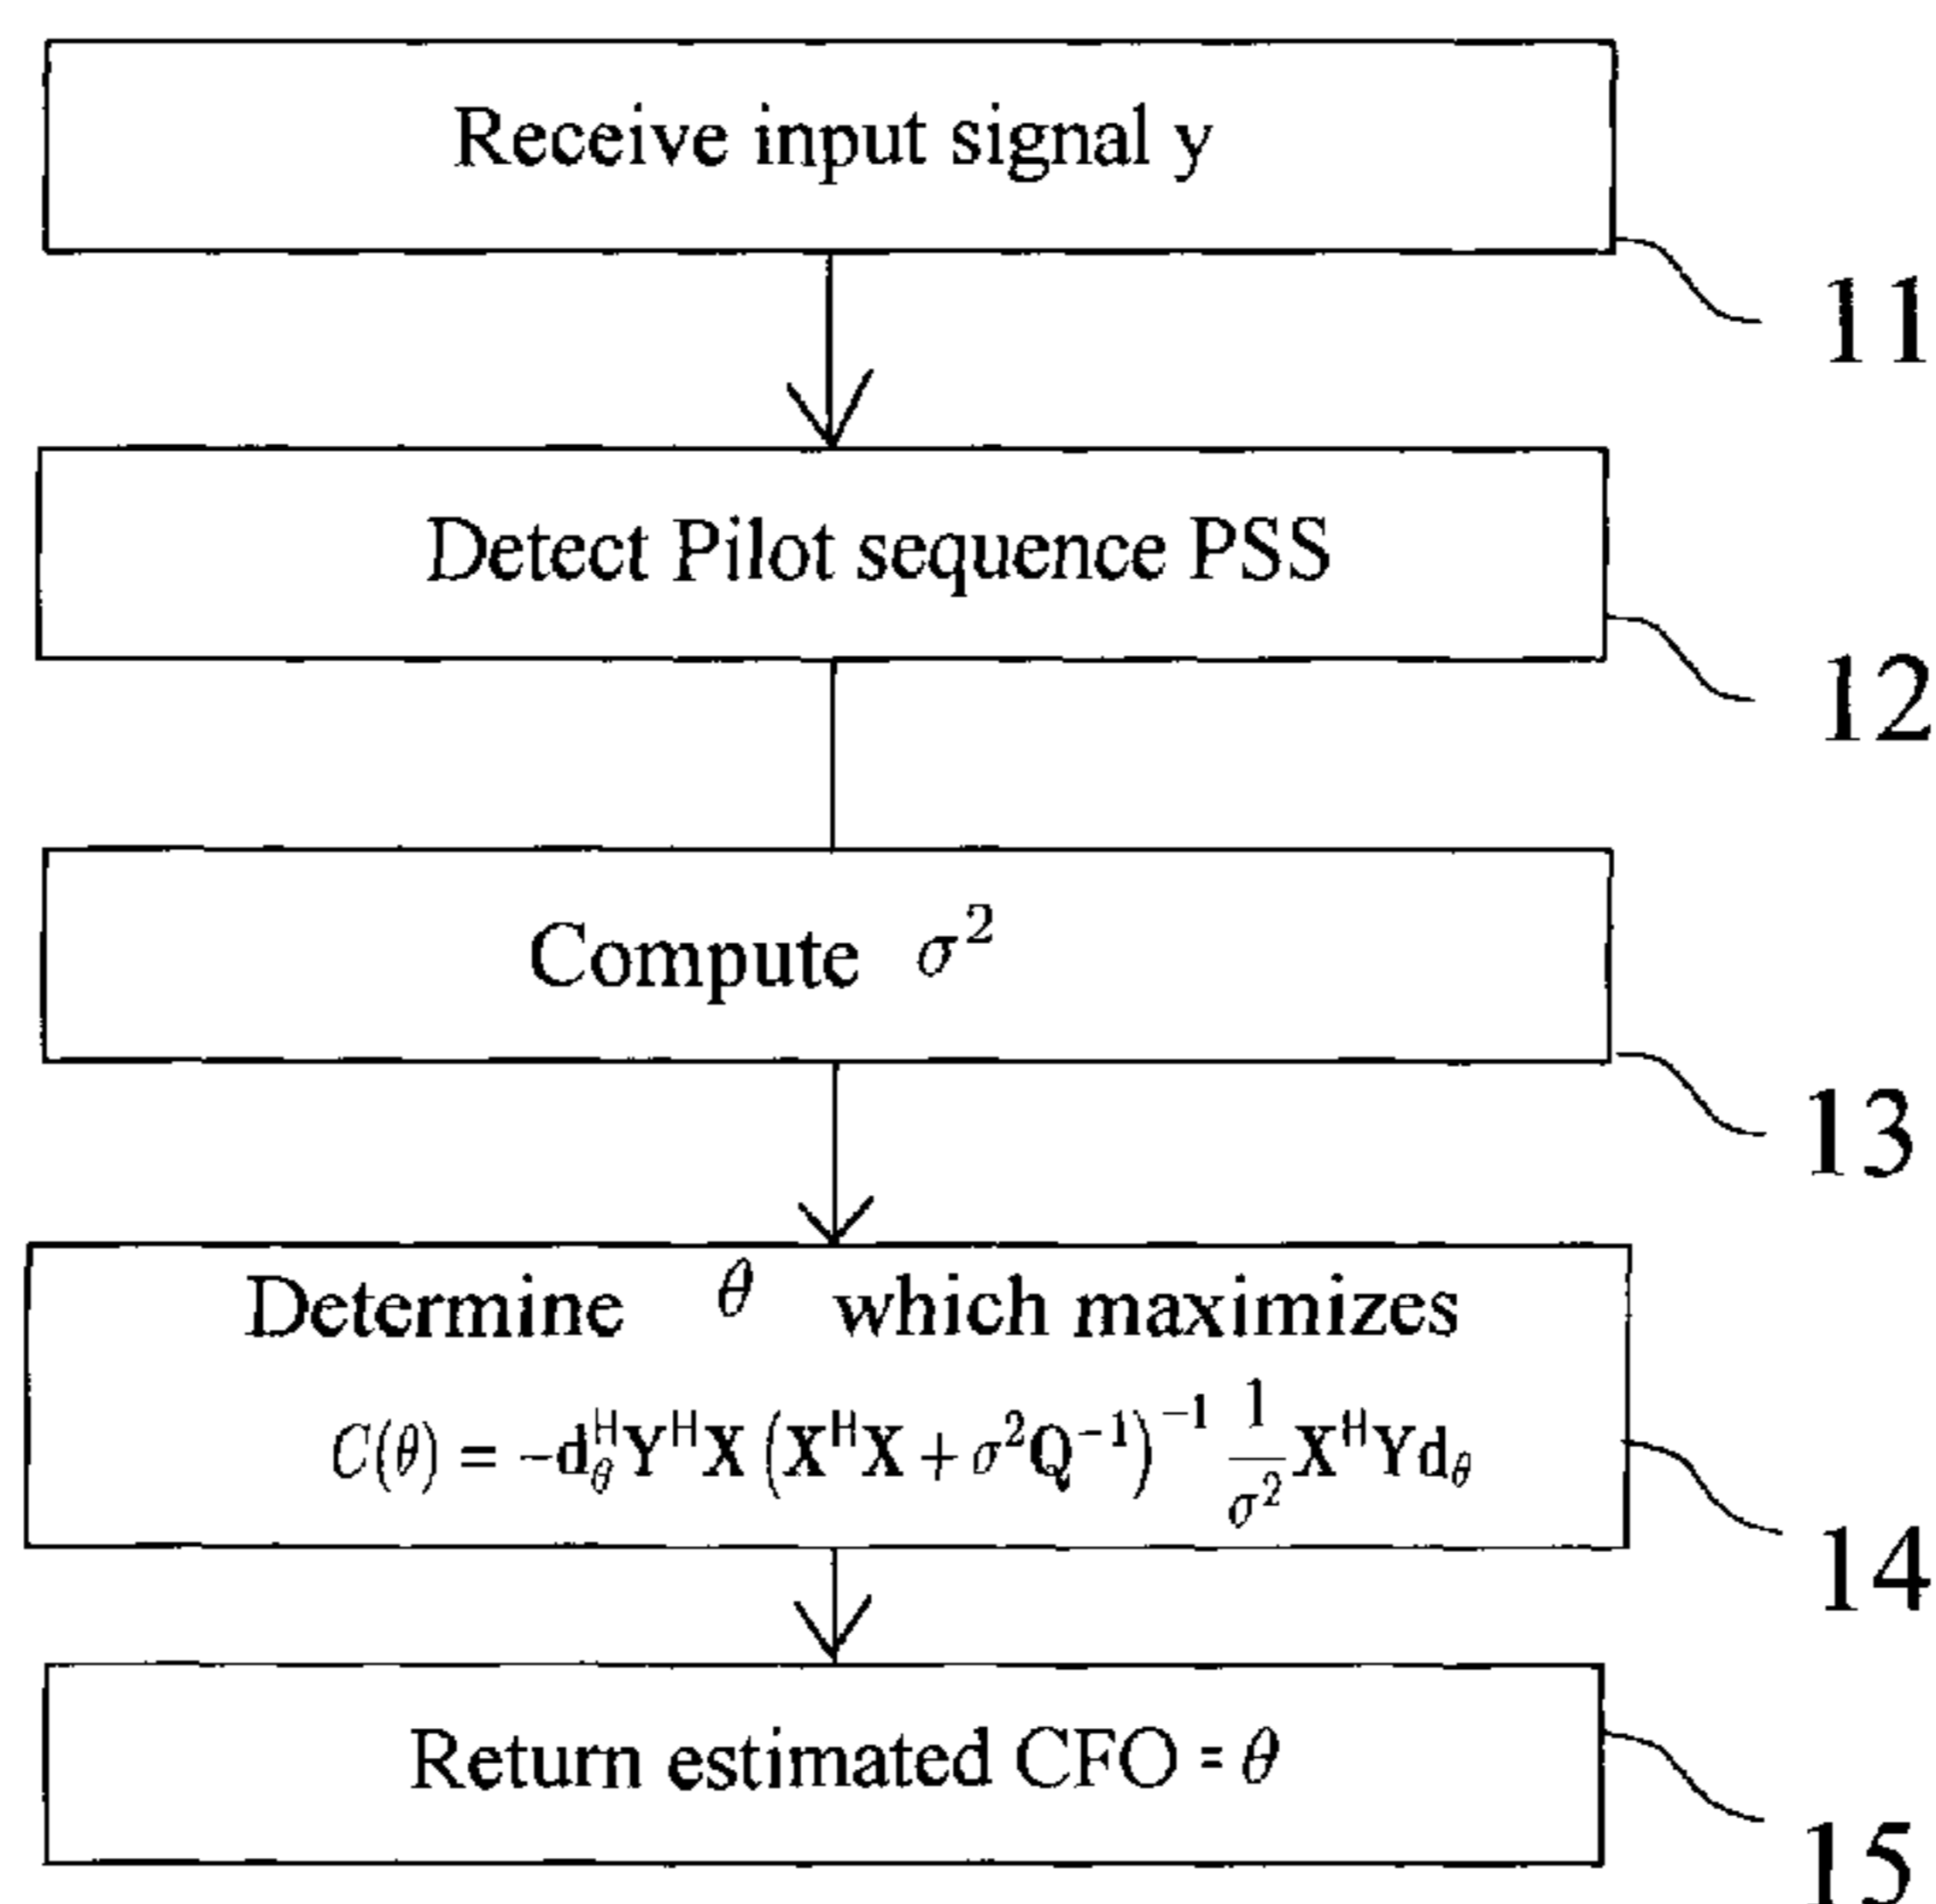 Receive input signal y
11
Detect Pilot sequence PSS
12
Compute σ²
13
Determine θ which maximizes
C(θ) = −d_θ^H Y^H X (X^H X + σ² Q⁻¹)⁻¹ 1/σ² X^H Y d_θ
14
Return estimated CFO = θ
15